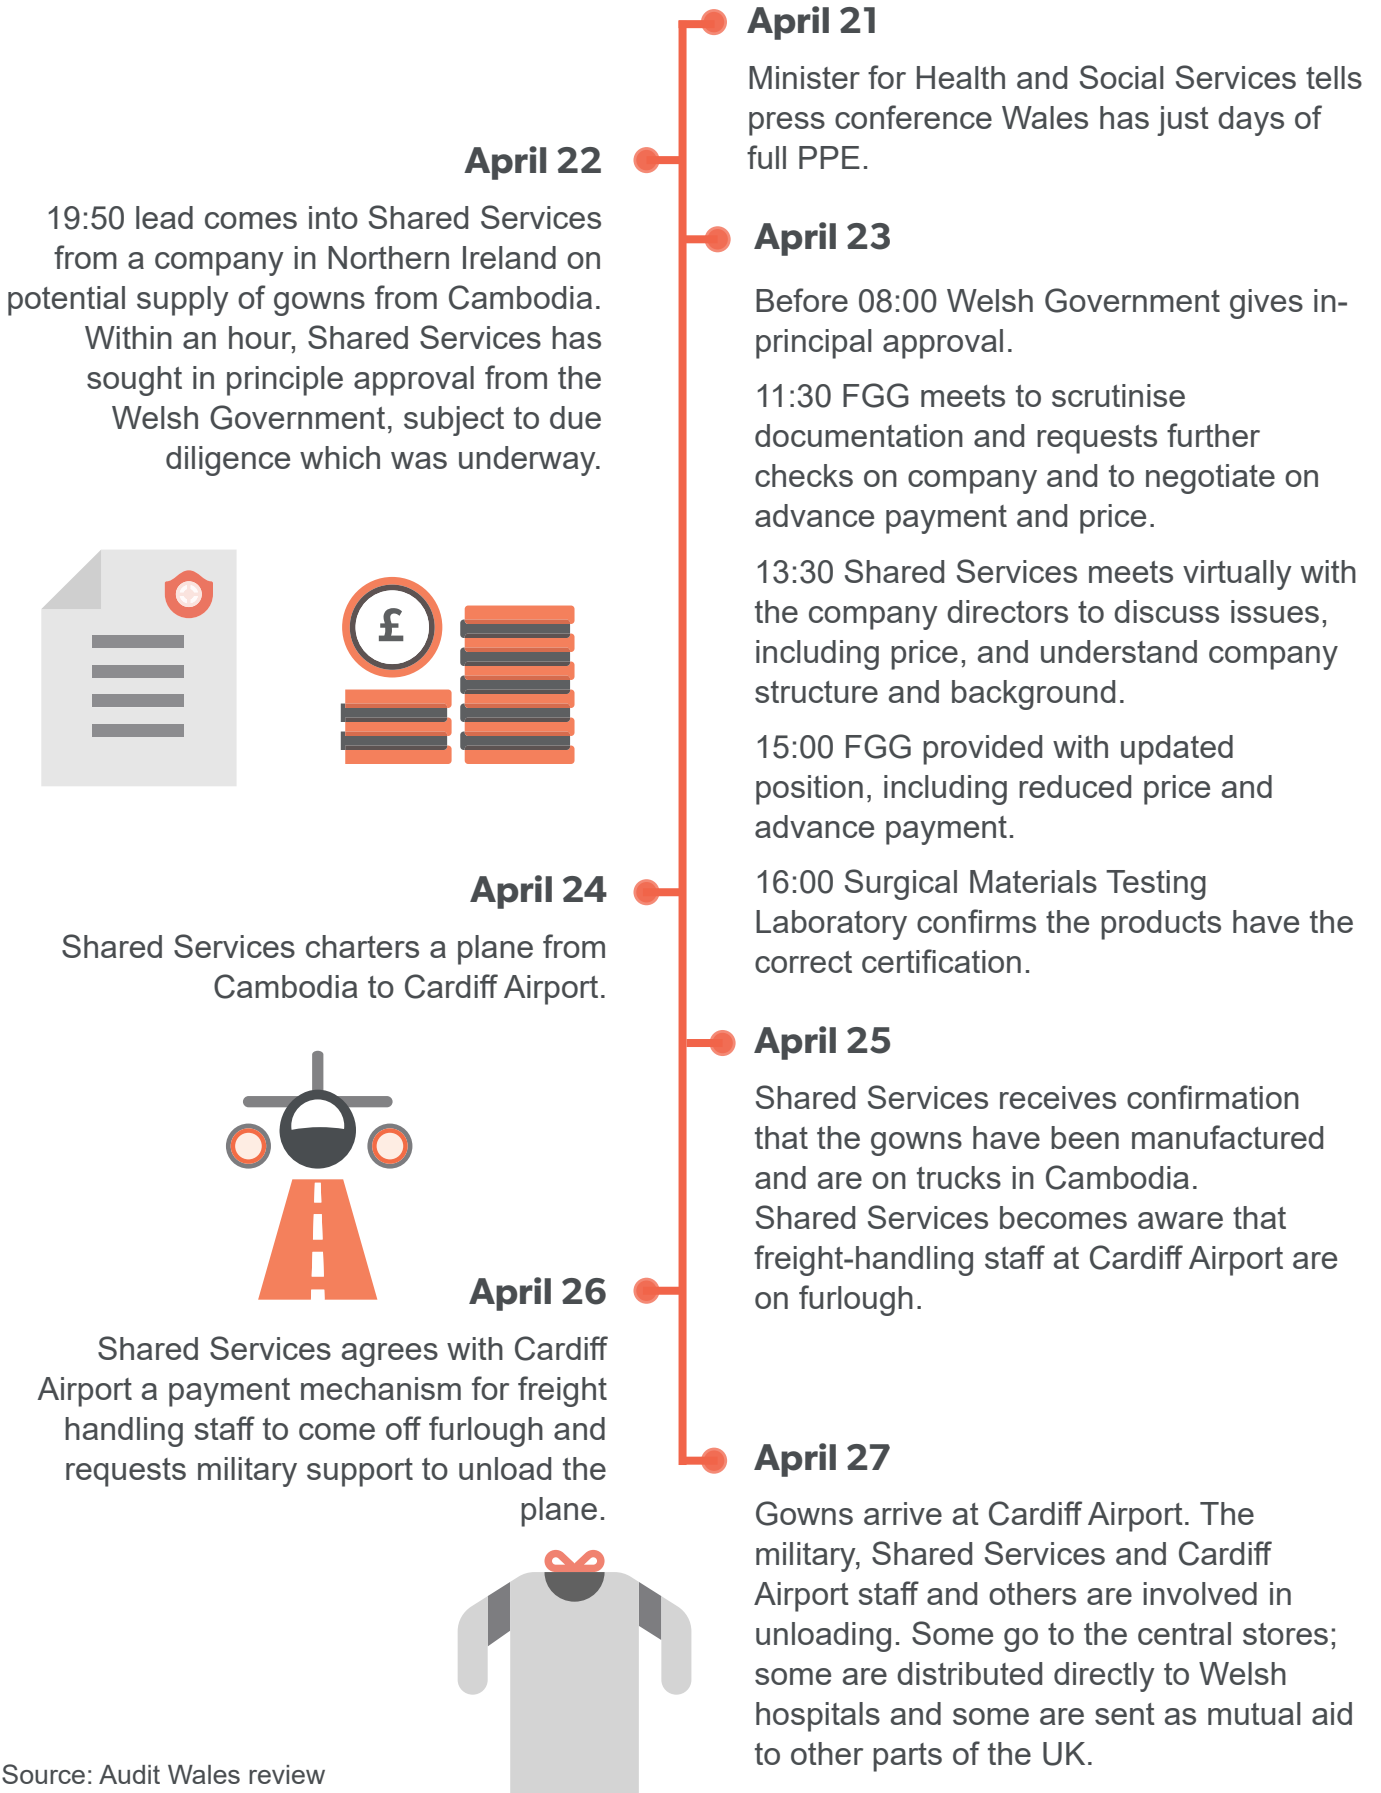 April 21
Minister for Health and Social Services tells
press conference Wales has just days of
full PPE.
April 22
19:50 lead comes into Shared Services
from a company in Northern Ireland on
potential supply of gowns from Cambodia.
Within an hour, Shared Services has
sought in principle approval from the
Welsh Government, subject to due
diligence which was underway.
April 23
Before 08:00 Welsh Government gives in-
principal approval.
11:30 FGG meets to scrutinise
documentation and requests further
checks on company and to negotiate on
advance payment and price.
13:30 Shared Services meets virtually with
the company directors to discuss issues,
including price, and understand company
structure and background.
15:00 FGG provided with updated
position, including reduced price and
advance payment.
16:00 Surgical Materials Testing
Laboratory confirms the products have the
correct certification.
£
April 24
Shared Services charters a plane from
Cambodia to Cardiff Airport.
April 25
Shared Services receives confirmation
that the gowns have been manufactured
and are on trucks in Cambodia.
Shared Services becomes aware that
freight-handling staff at Cardiff Airport are
on furlough.
April 26
Shared Services agrees with Cardiff
Airport a payment mechanism for freight
handling staff to come off furlough and
requests military support to unload the
plane.
April 27
Gowns arrive at Cardiff Airport. The
military, Shared Services and Cardiff
Airport staff and others are involved in
unloading. Some go to the central stores;
some are distributed directly to Welsh
hospitals and some are sent as mutual aid
to other parts of the UK.
Source: Audit Wales review